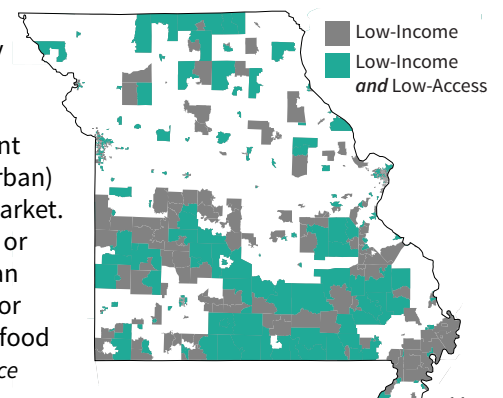 nt
rban)
arket.
or
an
or
food
ce
Low-Income
Low-Income
and Low-Access